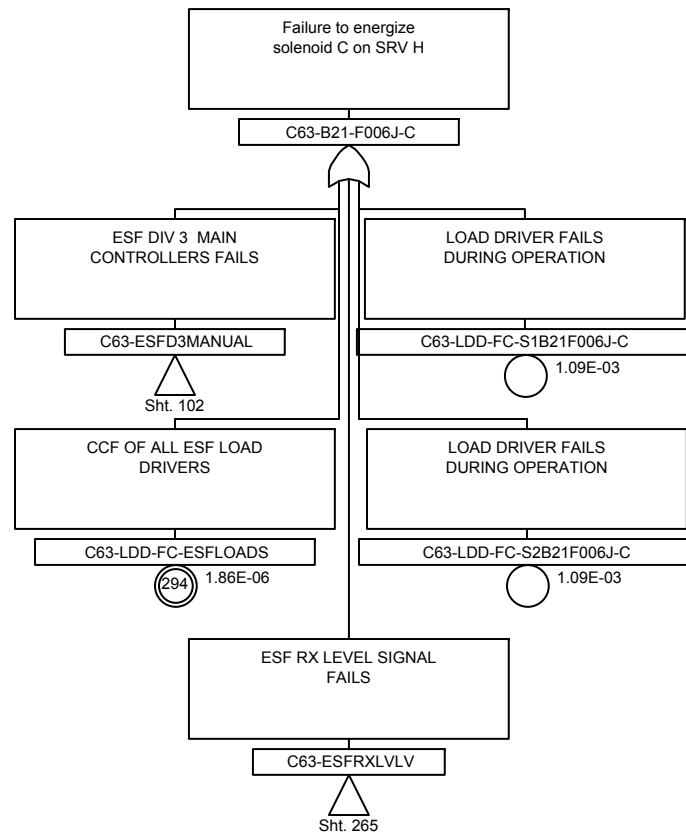 Failure to energize
solenoid C on SRV H
C63-B21-F006J-C
ESF DIV 3 MAIN
CONTROLLERS FAILS
C63-ESFD3MANUAL
Sht. 102
LOAD DRIVER FAILS
DURING OPERATION
C63-LDD-FC-S1B21F006J-C
1.09E-03
CCF OF ALL ESF LOAD
DRIVERS
C63-LDD-FC-ESFLOADS
294
1.86E-06
LOAD DRIVER FAILS
DURING OPERATION
C63-LDD-FC-S2B21F006J-C
1.09E-03
ESF RX LEVEL SIGNAL
FAILS
C63-ESFRXLVLV
Sht. 265